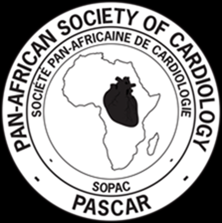 PAN-AFRICAN SOCIETY OF CARDIOLOGY
SOCIÉTÉ PAN-AFRICAINE DE CARDIOLOGIE
- SOPAC -
- PASCAR -